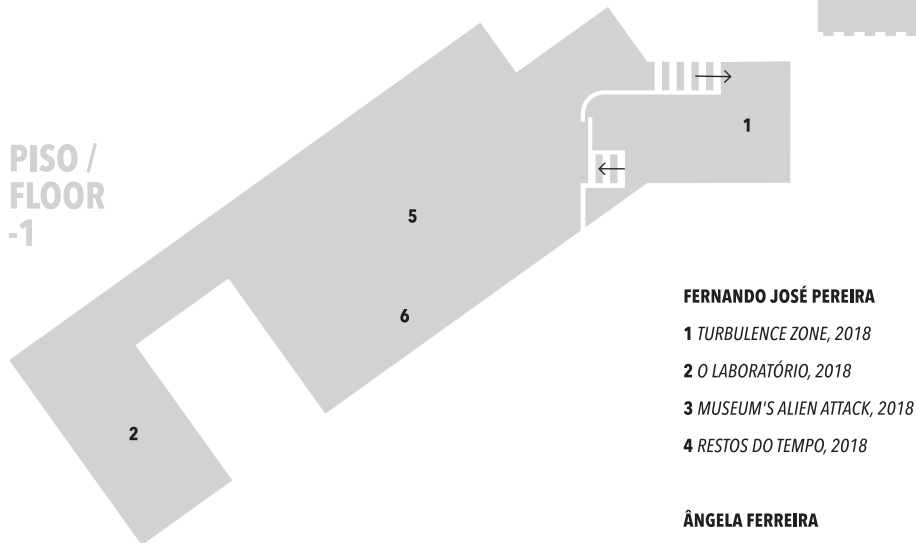 PISO /
FLOOR
-1
1
5
6
2
FERNANDO JOSÉ PEREIRA
1 TURBULENCE ZONE, 2018
2 O LABORATÓRIO, 2018
3 MUSEUM'S ALIEN ATTACK, 2018
4 RESTOS DO TEMPO, 2018
ÂNGELA FERREIRA